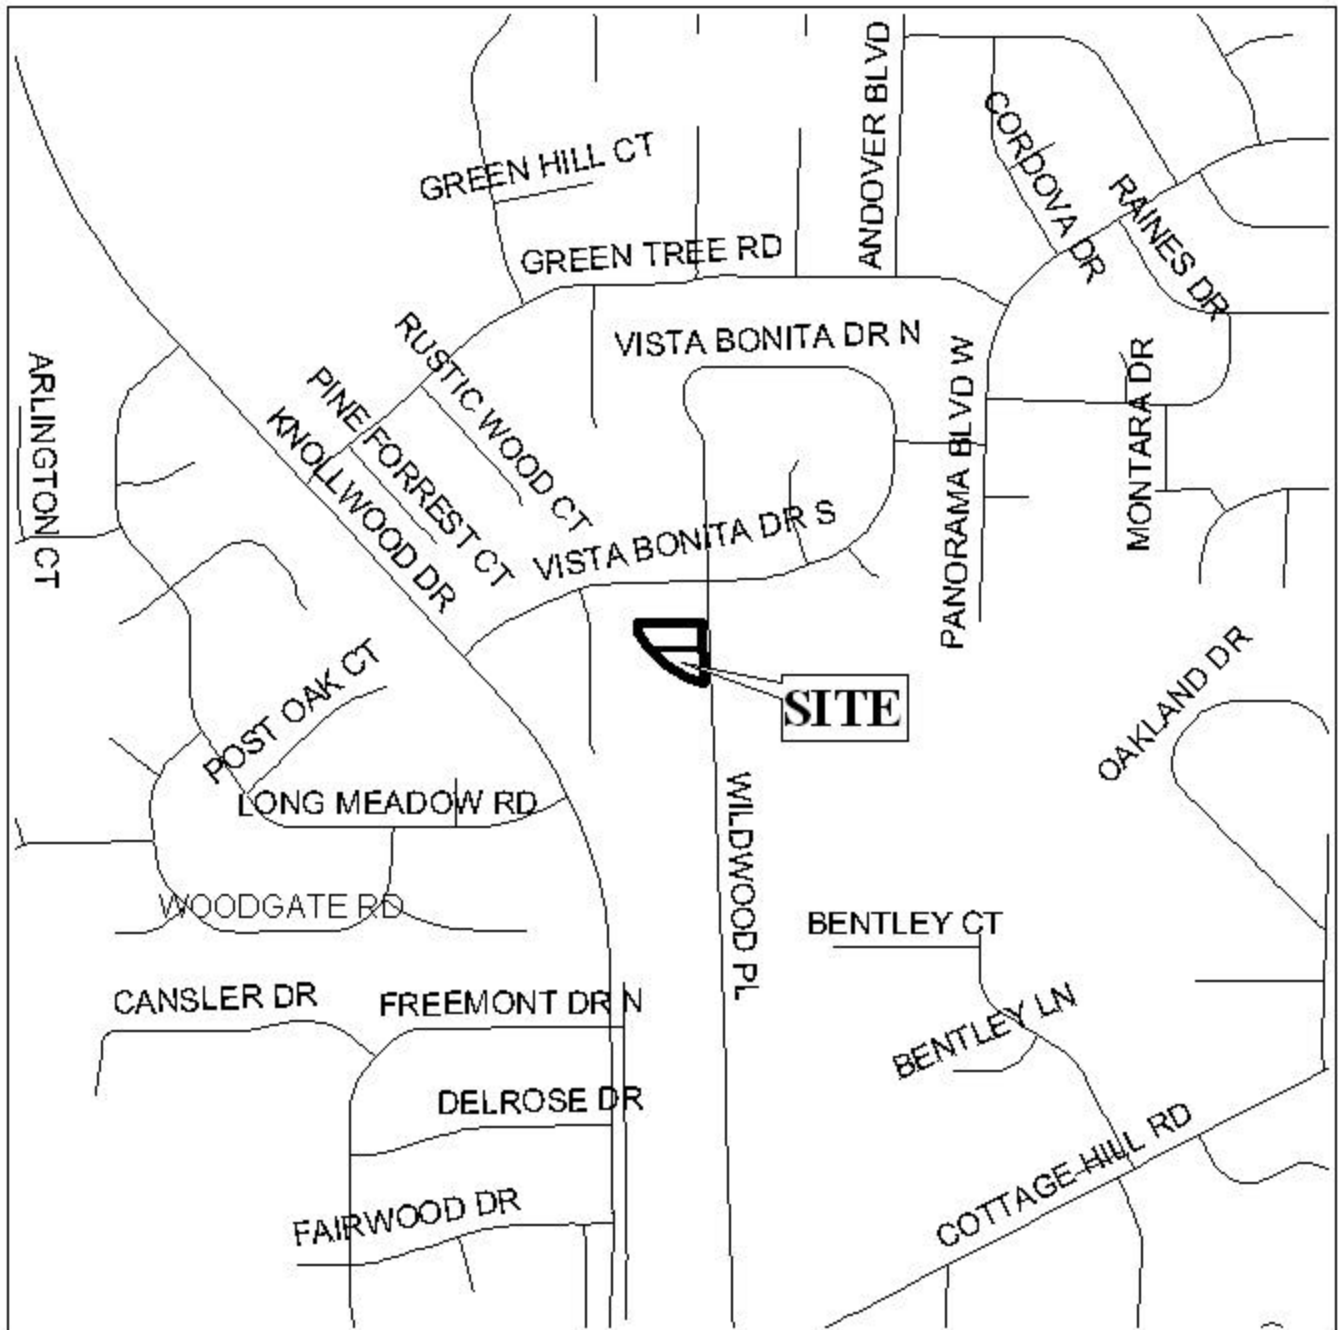 ANDOVER BLVD
CORDOVA DR
GREEN HILL CT
RAINES DR
GREEN TREE RD
RUSTIC WOOD CT
VISTA BONITA DR N
PANORAMA BLVD W
MONTARA DR
ARLINGTON CT
PINE FORREST CT
KNOLLWOOD DR
VISTA BONITA DR S
OAKLAND DR
POST OAK CT
SITE
LONG MEADOW RD
WILDWOOD PL
WOODGATE RD
BENTLEY CT
CANSLER DR
FREEMONT DR N
BENTLEY LN
DELROSE DR
COTTAGE HILL RD
FAIRWOOD DR